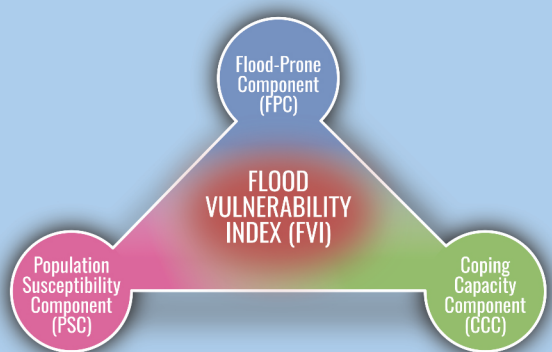 Flood-Prone
Component
(FPC)
FLOOD
VULNERABILITY
INDEX (FVI)
Population
Susceptibility
Component
(PSC)
Coping
Capacity
Component
(CCC)